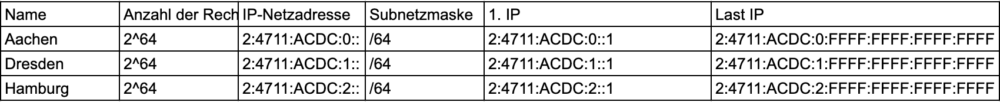 Name Anzahl der Rech IP-Netzadresse Subnetzmaske 1. IP Last IP
Aachen 2^64 2:4711:ACDC:0:: /64 2:4711:ACDC:0::1 2:4711:ACDC:0:FFFF:FFFF:FFFF:FFFF
Dresden 2^64 2:4711:ACDC:1:: /64 2:4711:ACDC:1::1 2:4711:ACDC:1:FFFF:FFFF:FFFF:FFFF
Hamburg 2^64 2:4711:ACDC:2:: /64 2:4711:ACDC:2::1 2:4711:ACDC:2:FFFF:FFFF:FFFF:FFFF